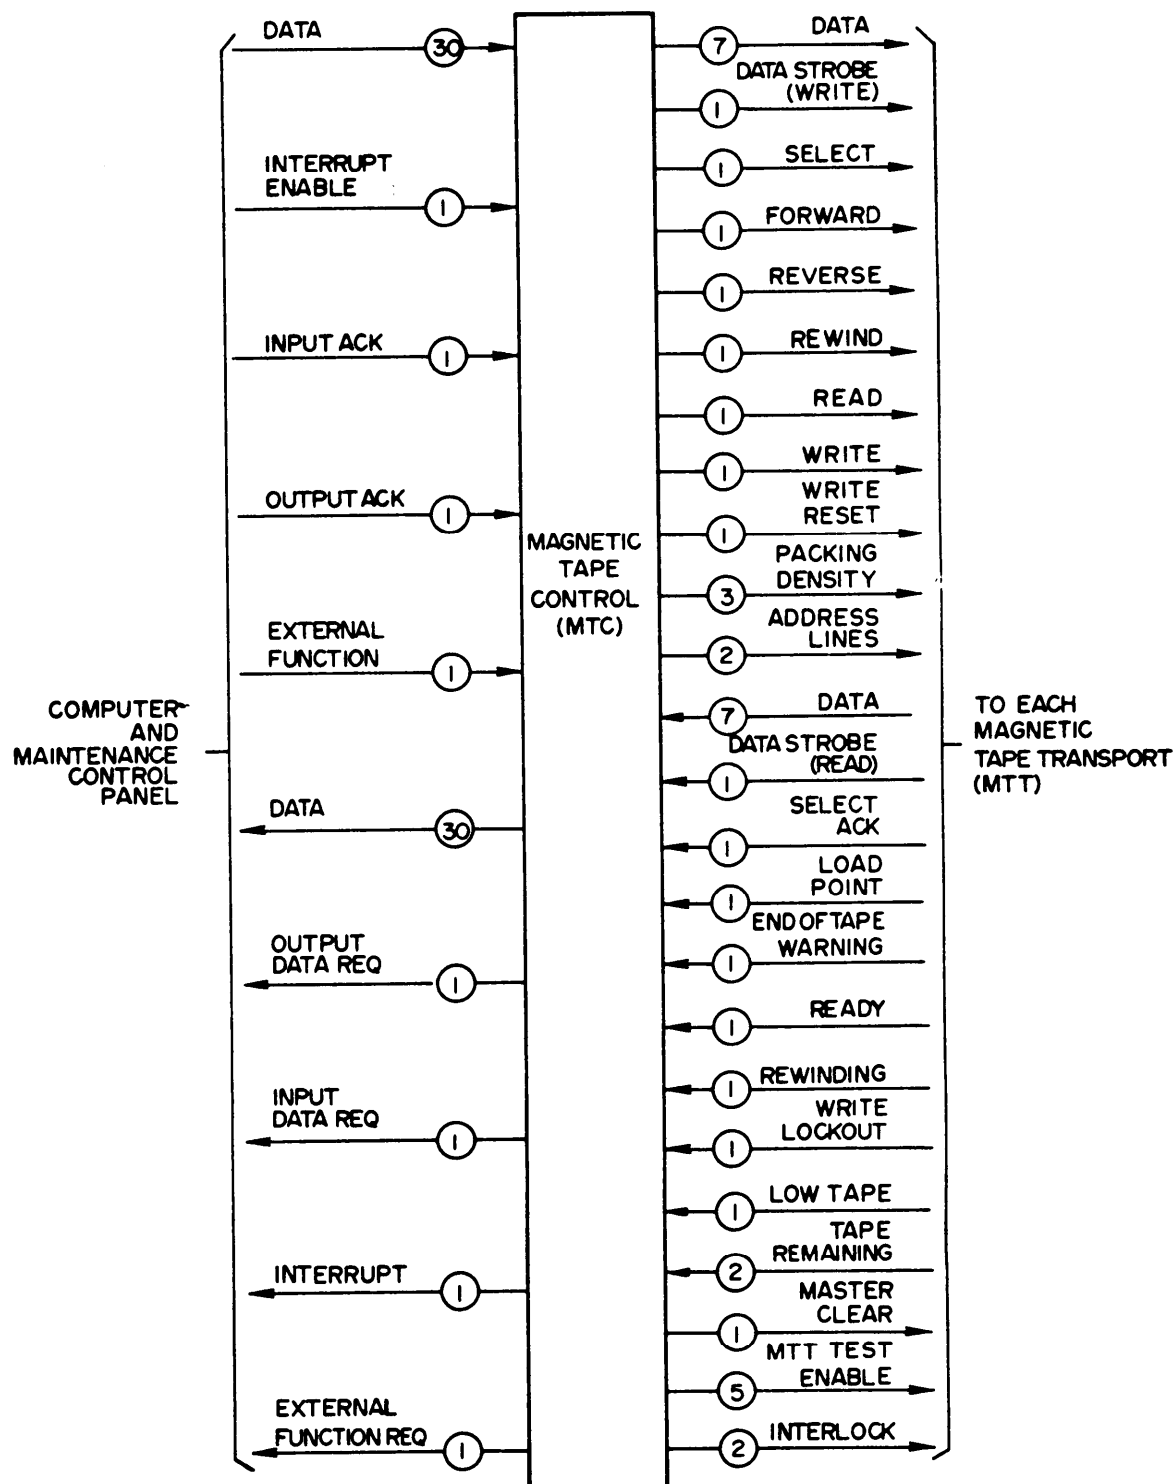 DATA
30
INTERRUPT
ENABLE
1
INPUT ACK
1
OUTPUT ACK
1
EXTERNAL
FUNCTION
1
COMPUTER
AND
MAINTENANCE
CONTROL
PANEL
DATA
30
OUTPUT
DATA REQ
1
INPUT
DATA REQ
1
INTERRUPT
1
EXTERNAL
FUNCTION REQ
1
MAGNETIC
TAPE
CONTROL
(MTC)
DATA
7
DATA STROBE
(WRITE)
1
SELECT
1
FORWARD
1
REVERSE
1
REWIND
1
READ
1
WRITE
1
WRITE
RESET
1
PACKING
DENSITY
3
ADDRESS
LINES
2
DATA
7
DATA STROBE
(READ)
1
SELECT
ACK
1
LOAD
POINT
1
END OF TAPE
WARNING
1
READY
1
REWINDING
1
WRITE
LOCKOUT
1
LOW TAPE
1
TAPE
REMAINING
2
MASTER
CLEAR
1
MTT TEST
ENABLE
5
INTERLOCK
2
TO EACH
MAGNETIC
TAPE TRANSPORT
(MTT)